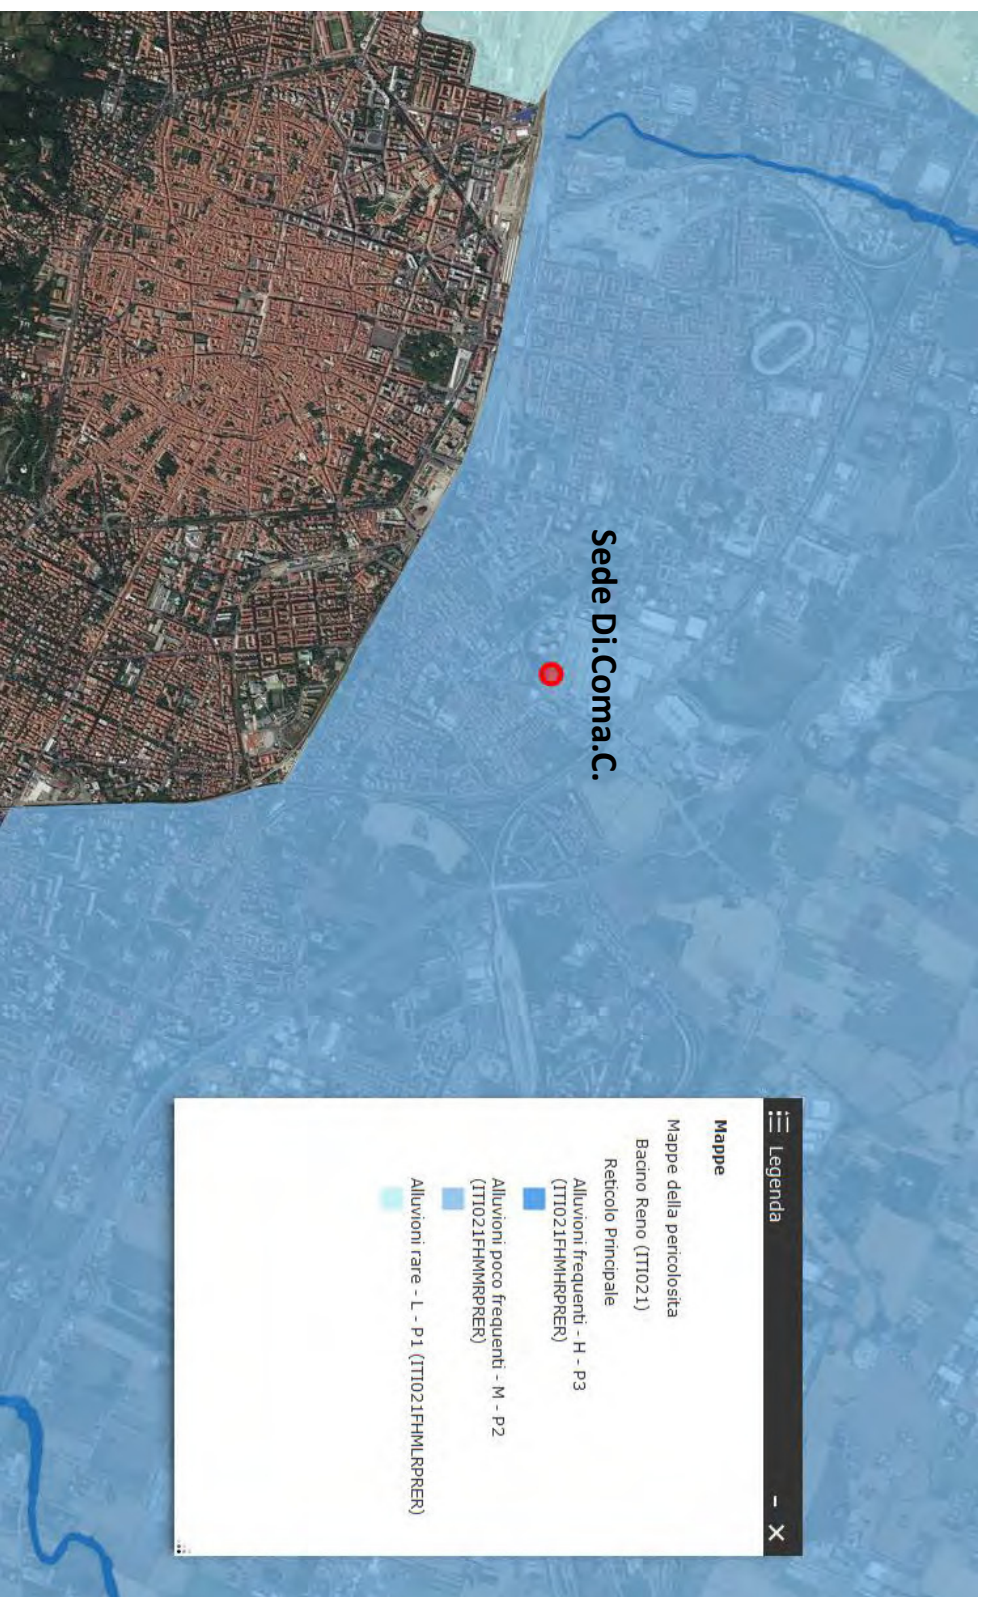 Sede Di.Coma.C.
Legenda
Mappe
Mappe della pericolosita
Bacino Reno (ITI021)
Reticolo Principale
Alluvioni frequenti - H - P3
(ITI021FHMHRPRER)
Alluvioni poco frequenti - M - P2
(ITI021FHMMRPRER)
Alluvioni rare - L - P1 (ITI021FHMLRPRER)